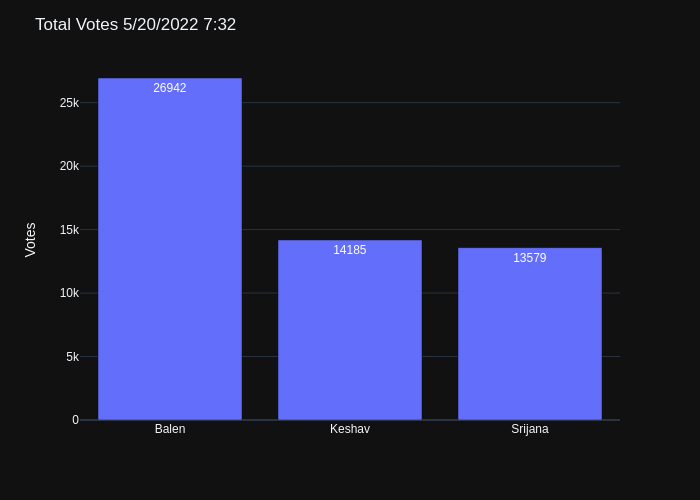 Total Votes 5/20/2022 7:32
Votes
25k
20k
15k
10k
5k
0
26942
14185
13579
Balen
Keshav
Srijana